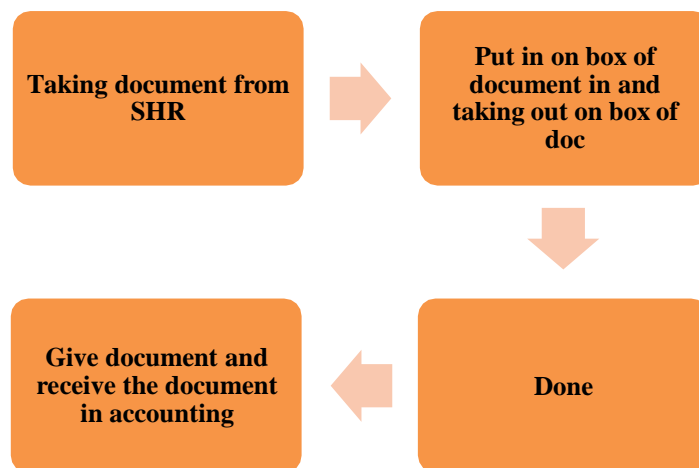 Taking document from
SHR
Put in on box of
document in and
taking out on box of
doc
Done
Give document and
receive the document
in accounting